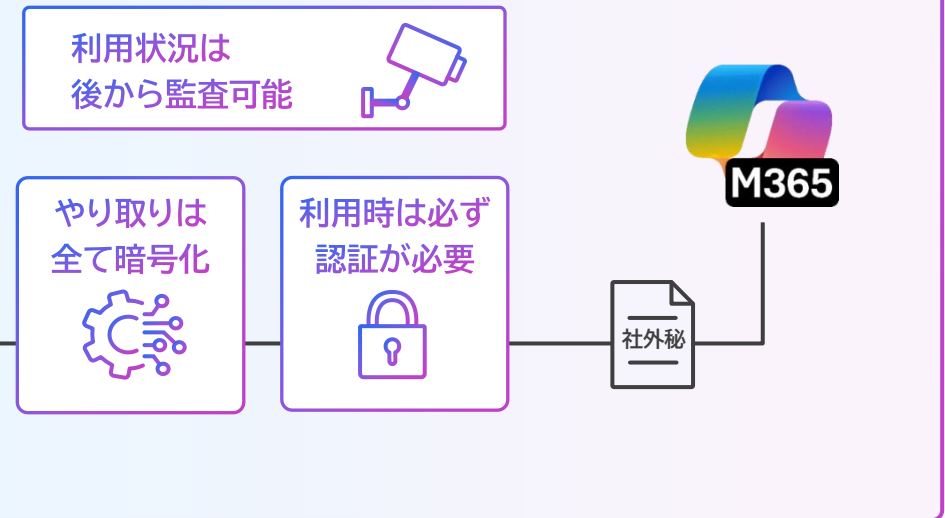 利用状況は
後から監査可能
M365
やり取りは
全て暗号化
利用時は必ず
認証が必要
社外秘